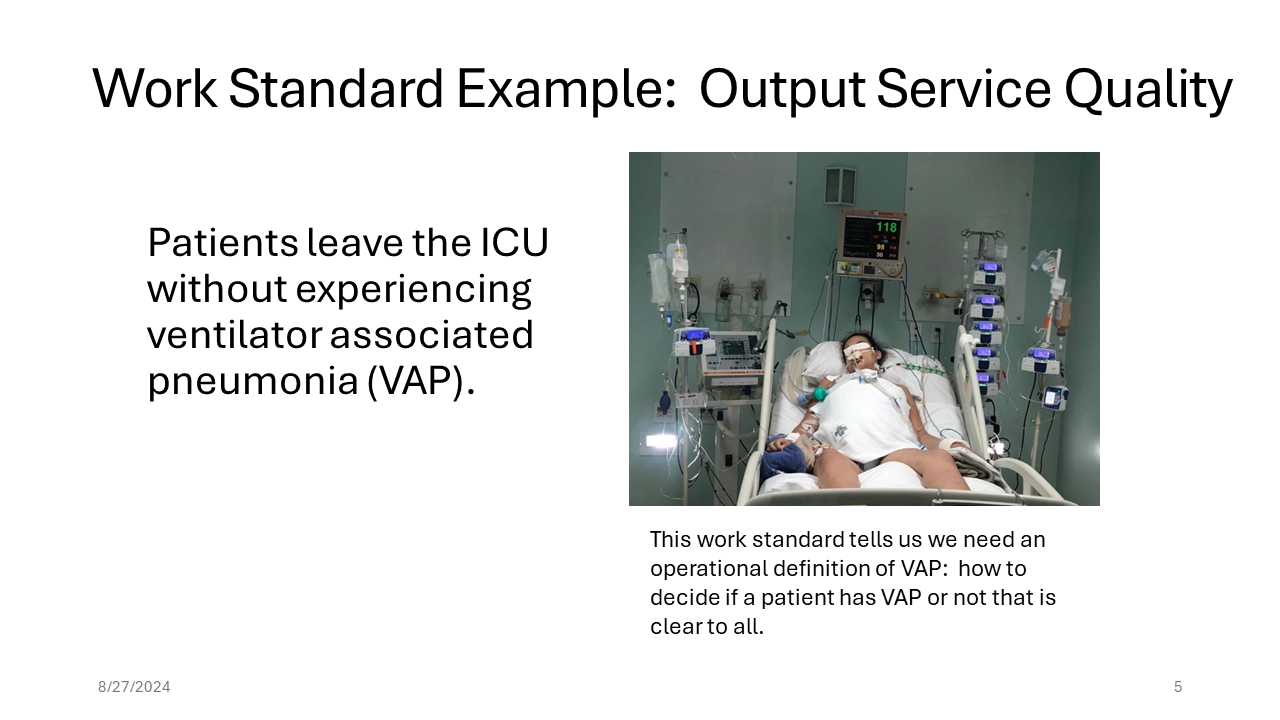 Work Standard Example:  Output Service Quality
Patients leave the ICU
without experiencing
ventilator associated
pneumonia (VAP).
118
98
30
This work standard tells us we need an
operational definition of VAP:  how to
decide if a patient has VAP or not that is
clear to all.
8/27/2024
5